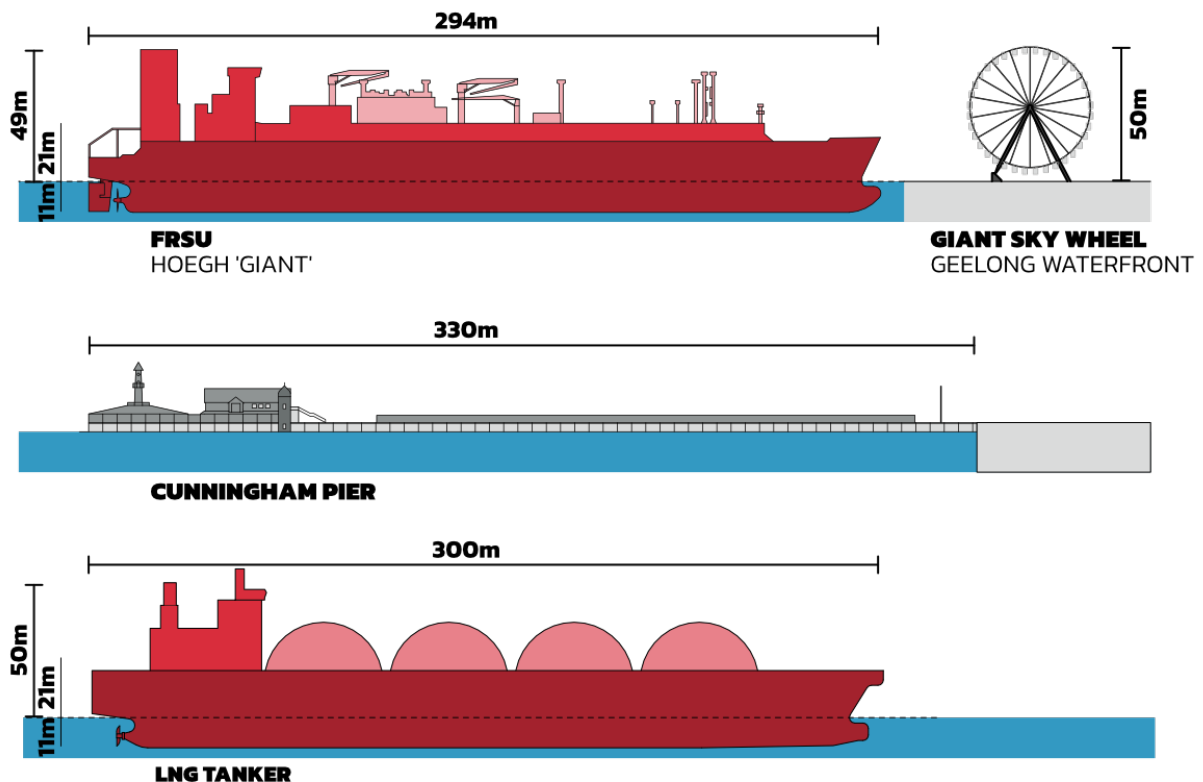 294m
49m
21m
11m
50m
FRSU
HOEGH 'GIANT'
GIANT SKY WHEEL
GEELONG WATERFRONT
330m
CUNNINGHAM PIER
300m
50m
21m
11m
LNG TANKER